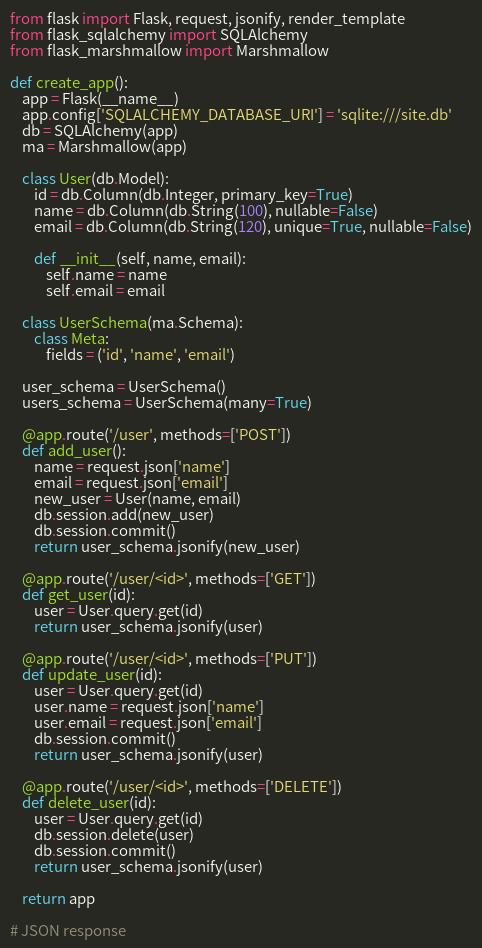 from flask import Flask, request, jsonify, render_template
from flask_sqlalchemy import SQLAlchemy
from flask_marshmallow import Marshmallow

def create_app():
    app = Flask(__name__)
    app.config['SQLALCHEMY_DATABASE_URI'] = 'sqlite:///site.db'
    db = SQLAlchemy(app)
    ma = Marshmallow(app)

    class User(db.Model):
        id = db.Column(db.Integer, primary_key=True)
        name = db.Column(db.String(100), nullable=False)
        email = db.Column(db.String(120), unique=True, nullable=False)

        def __init__(self, name, email):
            self.name = name
            self.email = email

    class UserSchema(ma.Schema):
        class Meta:
            fields = ('id', 'name', 'email')

    user_schema = UserSchema()
    users_schema = UserSchema(many=True)

    @app.route('/user', methods=['POST'])
    def add_user():
        name = request.json['name']
        email = request.json['email']
        new_user = User(name, email)
        db.session.add(new_user)
        db.session.commit()
        return user_schema.jsonify(new_user)

    @app.route('/user/<id>', methods=['GET'])
    def get_user(id):
        user = User.query.get(id)
        return user_schema.jsonify(user)

    @app.route('/user/<id>', methods=['PUT'])
    def update_user(id):
        user = User.query.get(id)
        user.name = request.json['name']
        user.email = request.json['email']
        db.session.commit()
        return user_schema.jsonify(user)

    @app.route('/user/<id>', methods=['DELETE'])
    def delete_user(id):
        user = User.query.get(id)
        db.session.delete(user)
        db.session.commit()
        return user_schema.jsonify(user)

    return app

# JSON response